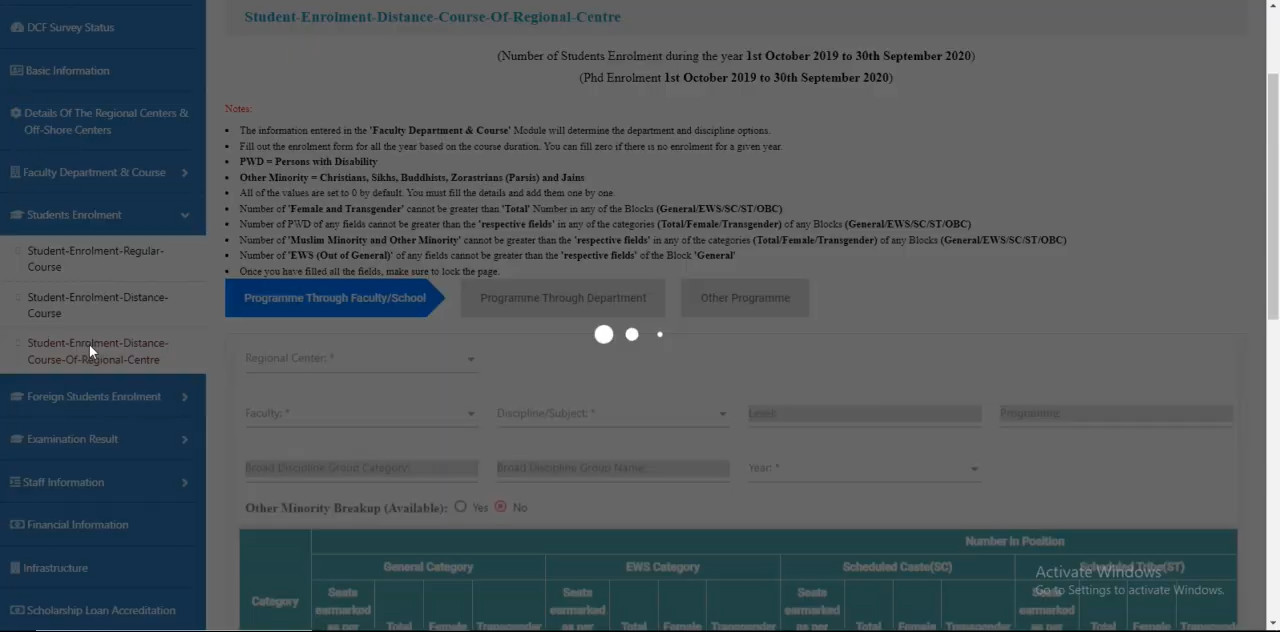 DCF Survey Status
Basic Information
Details Of The Regional Centers &
Off-Shore Centers
Faculty Department & Course
Students Enrolment
Student-Enrolment-Regular-
Course
Student-Enrolment-Distance-
Course
Student-Enrolment-Distance-
Course-Of-Regional-Centre
Foreign Students Enrolment
Examination Result
Staff Information
Financial Information
Infrastructure
Scholarship Loan Accreditation
Student-Enrolment-Distance-Course-Of-Regional-Centre
(Number of Students Enrolment during the year 1st October 2019 to 30th September 2020)
(Phd Enrolment 1st October 2019 to 30th September 2020)
Notes:
• The information entered in the 'Faculty Department & Course' Module will determine the department and discipline options.
• Fill out the enrolment form for all the year based on the course duration. You can fill zero if there is no enrolment for a given year.
• PWD = Persons with Disability
• Other Minority = Christians, Sikhs, Buddhists, Zorastrians (Parsis) and Jains
• All of the values are set to 0 by default. You must fill the details and add them one by one.
• Number of 'Female and Transgender' cannot be greater than 'Total' Number in any of the Blocks (General/EWS/SC/ST/OBC)
• Number of PWD of any fields cannot be greater than the 'respective fields' in any of the categories (Total/Female/Transgender) of any Blocks (General/EWS/SC/ST/OBC)
• Number of 'Muslim Minority and Other Minority' cannot be greater than the 'respective fields' in any of the categories (Total/Female/Transgender) of any Blocks (General/EWS/SC/ST/OBC)
• Number of 'EWS (Out of General)' of any fields cannot be greater than the 'respective fields' of the Block 'General'
• Once you have filled all the fields, make sure to lock the page.
Programme Through Faculty/School Programme Through Department Other Programme
Regional Center: *
Faculty: * Discipline/Subject: * Level: Programme:
Broad Discipline Group Category: Broad Discipline Group Name: Year: *
Other Minority Breakup (Available): Yes No
Number In Position
General Category EWS Category Scheduled Caste(SC) Scheduled Tribe(ST)
Category
Seats Seats Seats Seats
earmarked earmarked earmarked earmarked
as per Total Female Transgender as per Total Female Transgender as per Total Female Transgender as per Total Female
Activate Windows
Go to Settings to activate Windows.